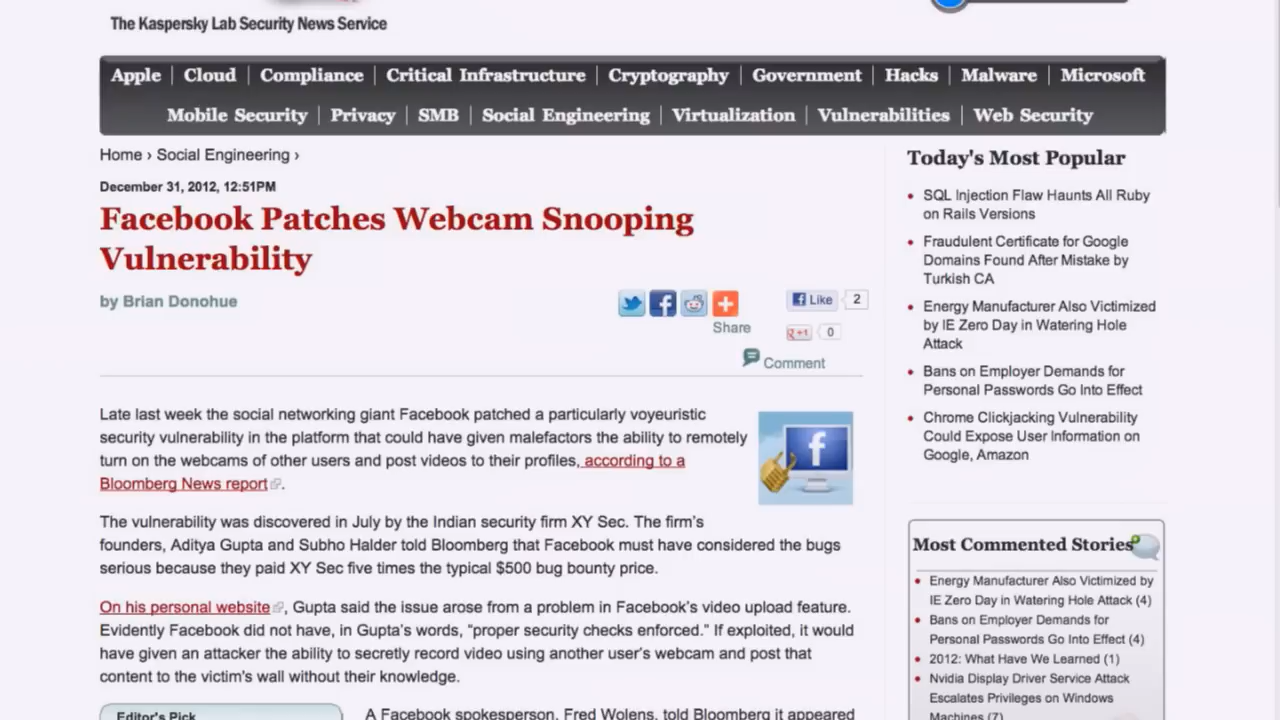 The Kaspersky Lab Security News Service
Apple | Cloud | Compliance | Critical Infrastructure | Cryptography | Government | Hacks | Malware | Microsoft
Mobile Security | Privacy | SMB | Social Engineering | Virtualization | Vulnerabilities | Web Security
Home › Social Engineering ›
December 31, 2012, 12:51PM
Facebook Patches Webcam Snooping
Vulnerability
by Brian Donohue
Like 2
Share
+1 0
Comment
Late last week the social networking giant Facebook patched a particularly voyeuristic
security vulnerability in the platform that could have given malefactors the ability to remotely
turn on the webcams of other users and post videos to their profiles, according to a
Bloomberg News report.
The vulnerability was discovered in July by the Indian security firm XY Sec. The firm's
founders, Aditya Gupta and Subho Halder told Bloomberg that Facebook must have considered the bugs
serious because they paid XY Sec five times the typical $500 bug bounty price.
On his personal website, Gupta said the issue arose from a problem in Facebook's video upload feature.
Evidently Facebook did not have, in Gupta's words, “proper security checks enforced.” If exploited, it would
have given an attacker the ability to secretly record video using another user's webcam and post that
content to the victim's wall without their knowledge.
Editor's Pick
A Facebook spokesperson, Fred Wolens, told Bloomberg it appeared
Today's Most Popular
SQL Injection Flaw Haunts All Ruby
on Rails Versions
Fraudulent Certificate for Google
Domains Found After Mistake by
Turkish CA
Energy Manufacturer Also Victimized
by IE Zero Day in Watering Hole
Attack
Bans on Employer Demands for
Personal Passwords Go Into Effect
Chrome Clickjacking Vulnerability
Could Expose User Information on
Google, Amazon
Most Commented Stories
Energy Manufacturer Also Victimized by
IE Zero Day in Watering Hole Attack (4)
Bans on Employer Demands for
Personal Passwords Go Into Effect (4)
2012: What Have We Learned (1)
Nvidia Display Driver Service Attack
Escalates Privileges on Windows
Machines (7)